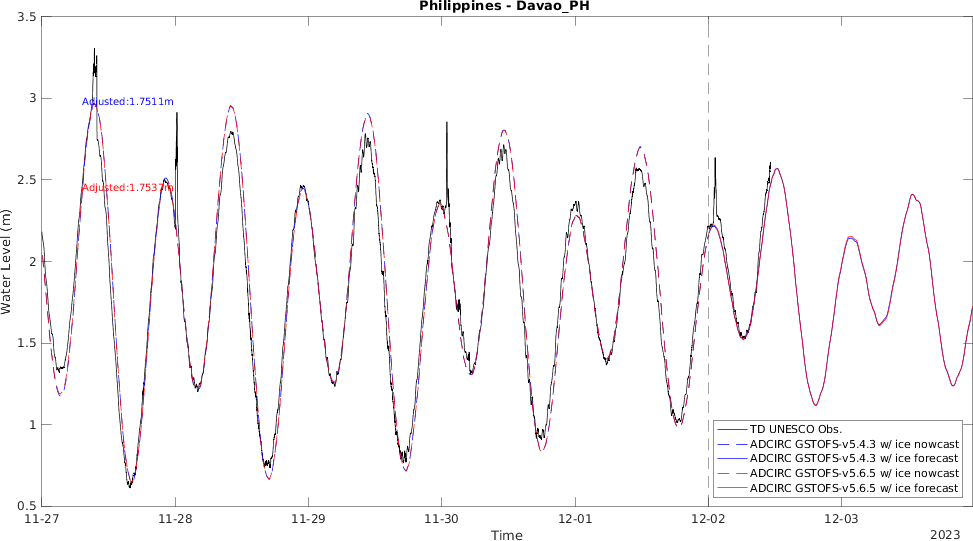 Philippines - Davao_PH
3.5
3
2.5
2
1.5
1
0.5
Water Level (m)
Adjusted:1.7511m
Adjusted:1.7537m
TD UNESCO Obs.
ADCIRC GSTOFS-v5.4.3 w/ ice nowcast
ADCIRC GSTOFS-v5.4.3 w/ ice forecast
ADCIRC GSTOFS-v5.6.5 w/ ice nowcast
ADCIRC GSTOFS-v5.6.5 w/ ice forecast
11-27 11-28 11-29 11-30 12-01 12-02 12-03
Time
2023